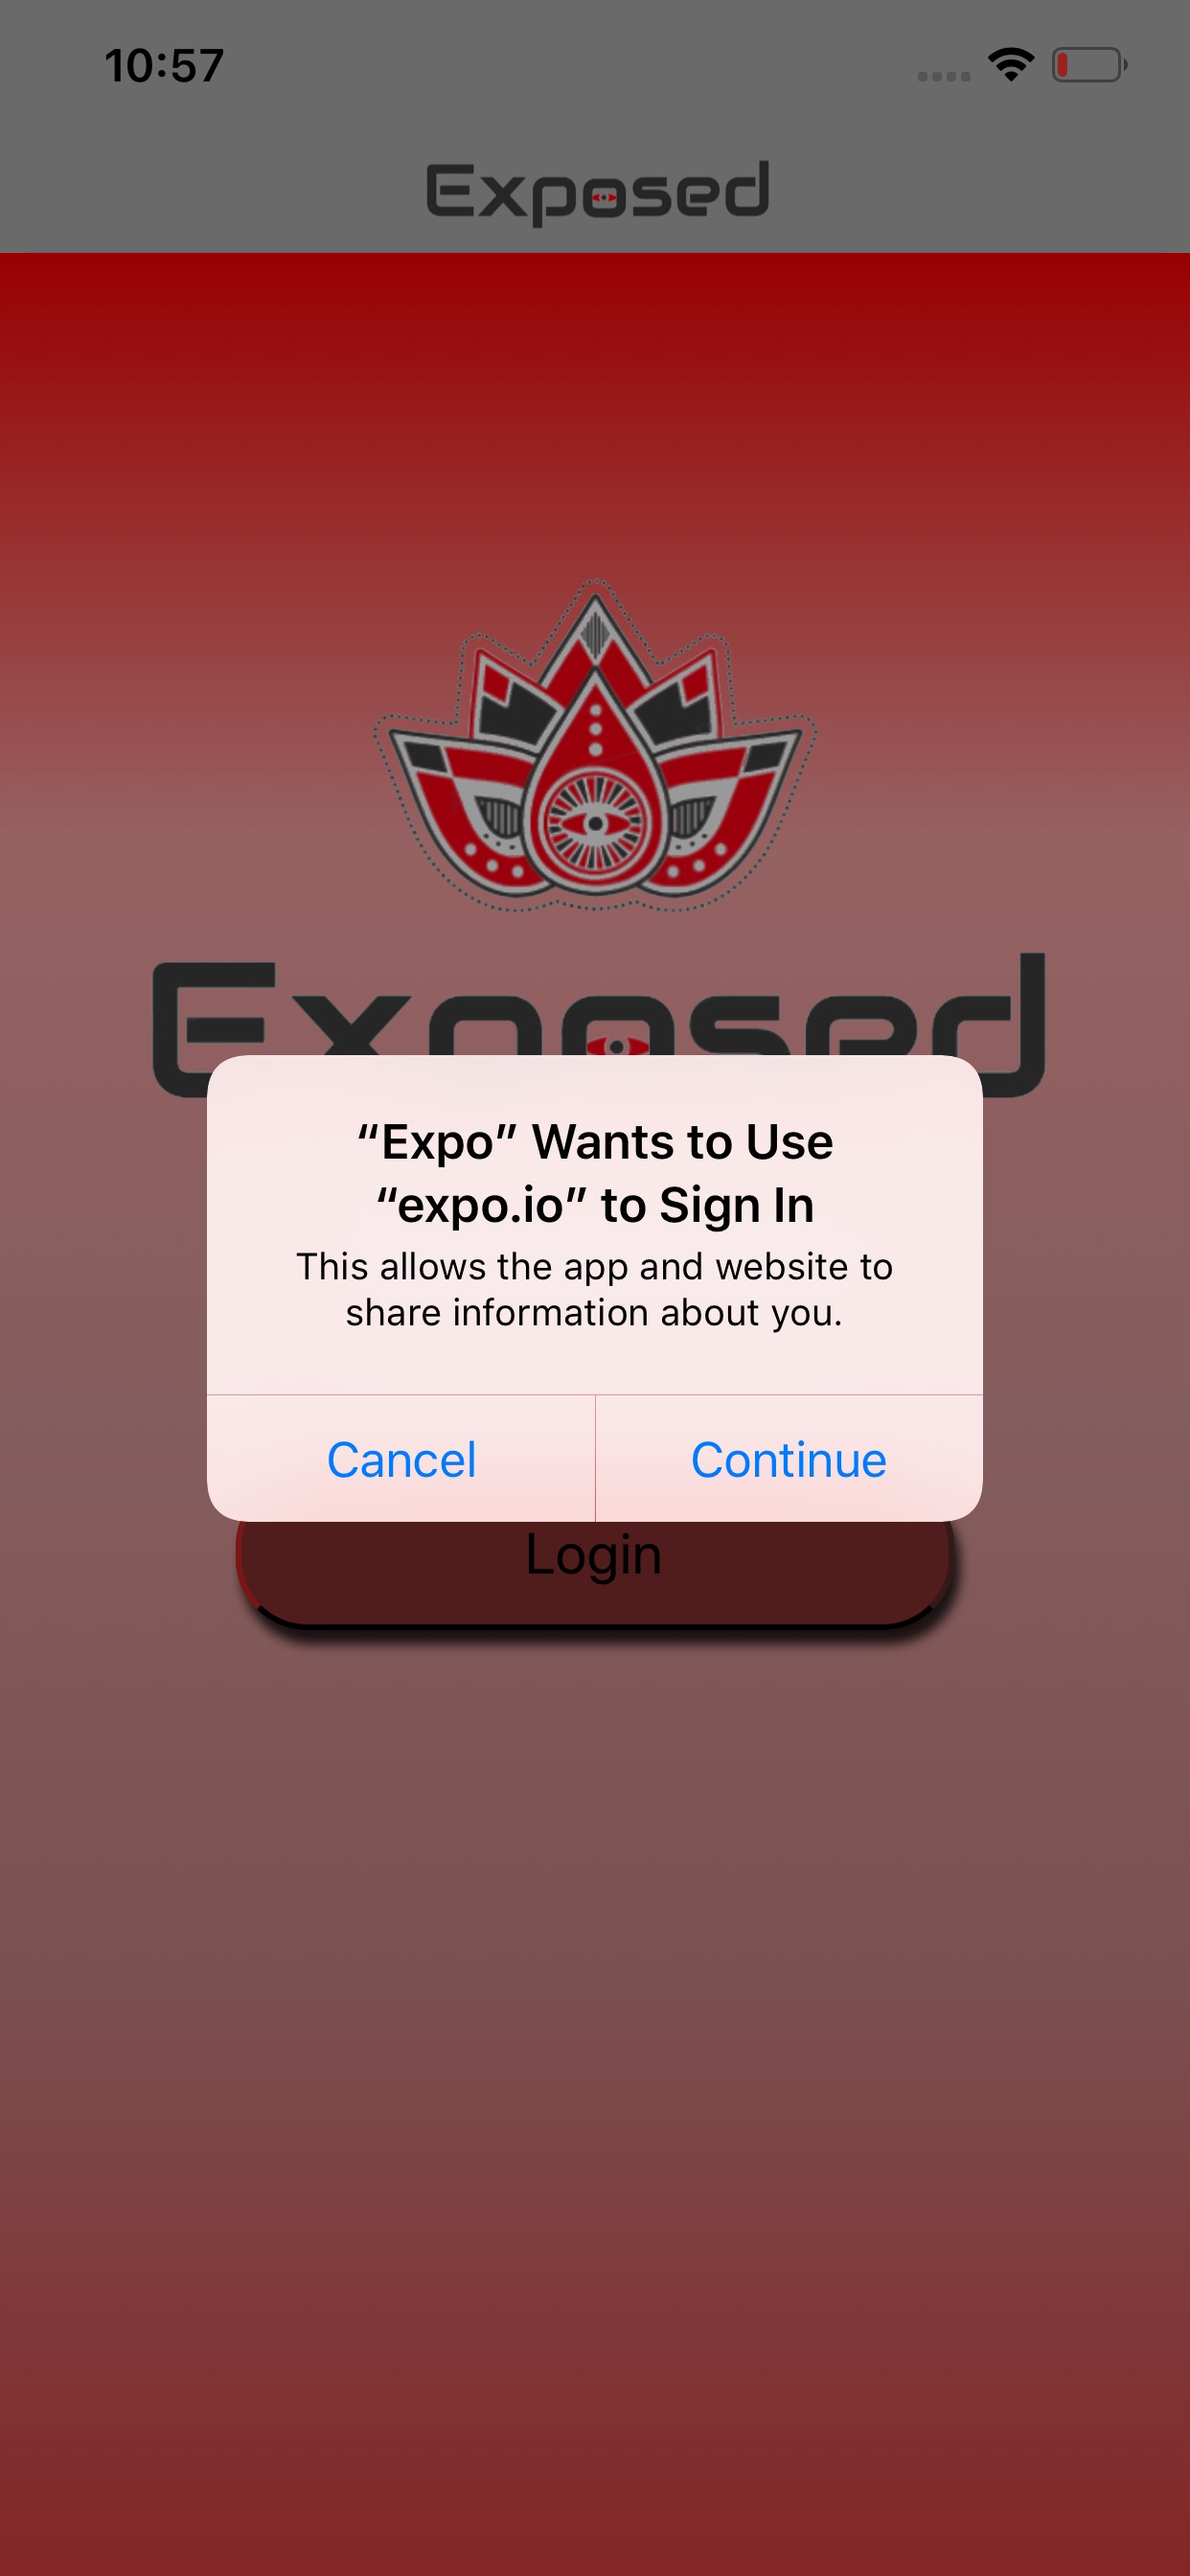 10:57
Exposed
Exposed
“Expo” Wants to Use
“expo.io” to Sign In
This allows the app and website to
share information about you.
Cancel
Continue
Login